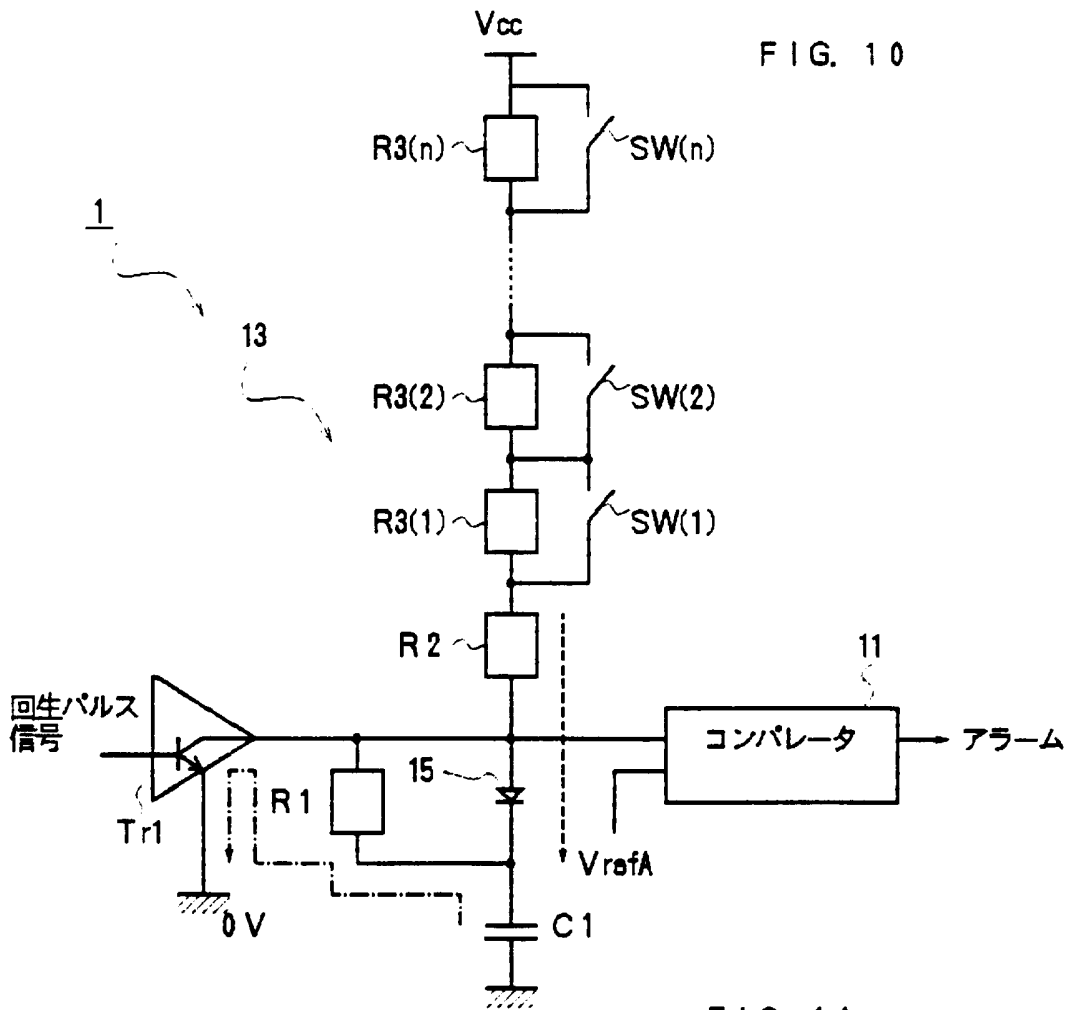 Vcc
FIG. 10
R3(n)
SW(n)
1
13
R3(2)
SW(2)
R3(1)
SW(1)
R2
11
回生パルス
信号
コンパレータ
アラーム
15
R1
Tr1
VrefA
0V
C1